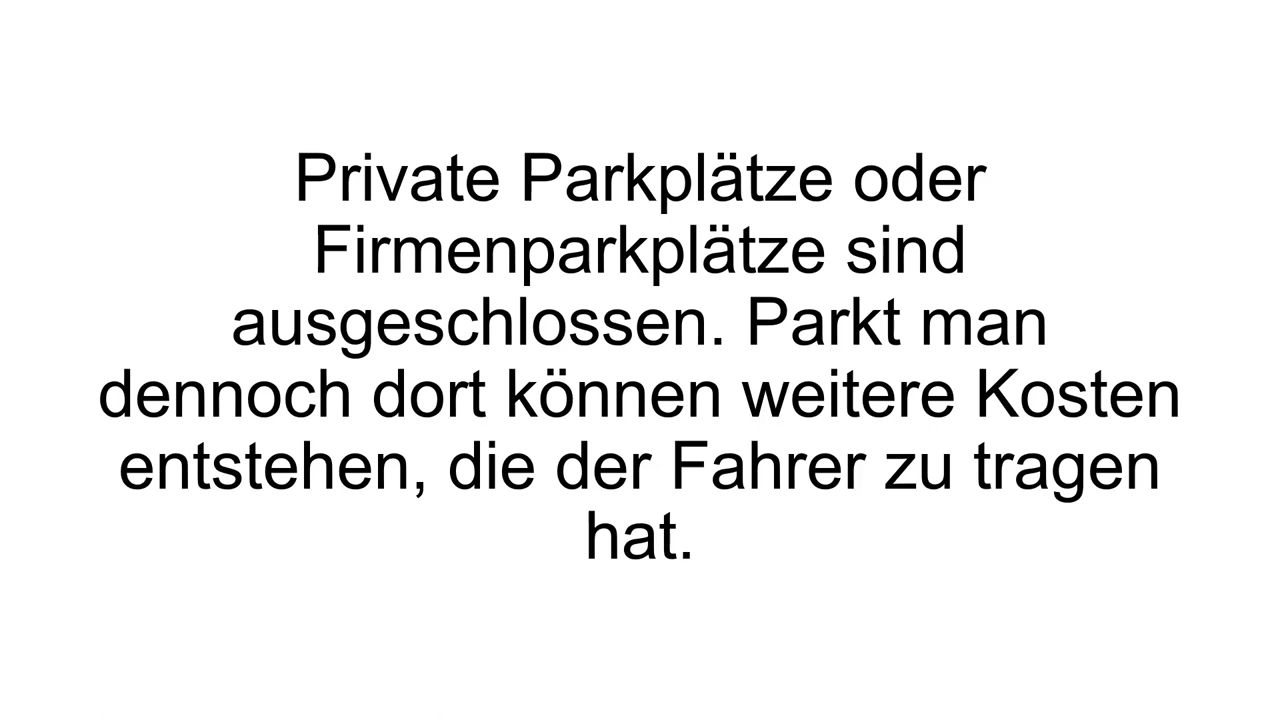 Private Parkplätze oder
Firmenparkplätze sind
ausgeschlossen. Parkt man
dennoch dort können weitere Kosten
entstehen, die der Fahrer zu tragen
hat.